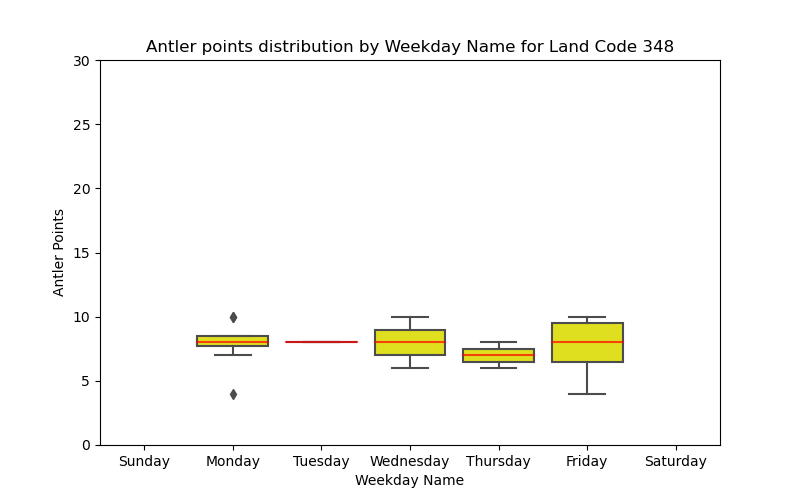 Antler points distribution by Weekday Name for Land Code 348
30
25
20
15
10
5
0
Antler Points
Sunday Monday Tuesday Wednesday Thursday Friday Saturday
Weekday Name